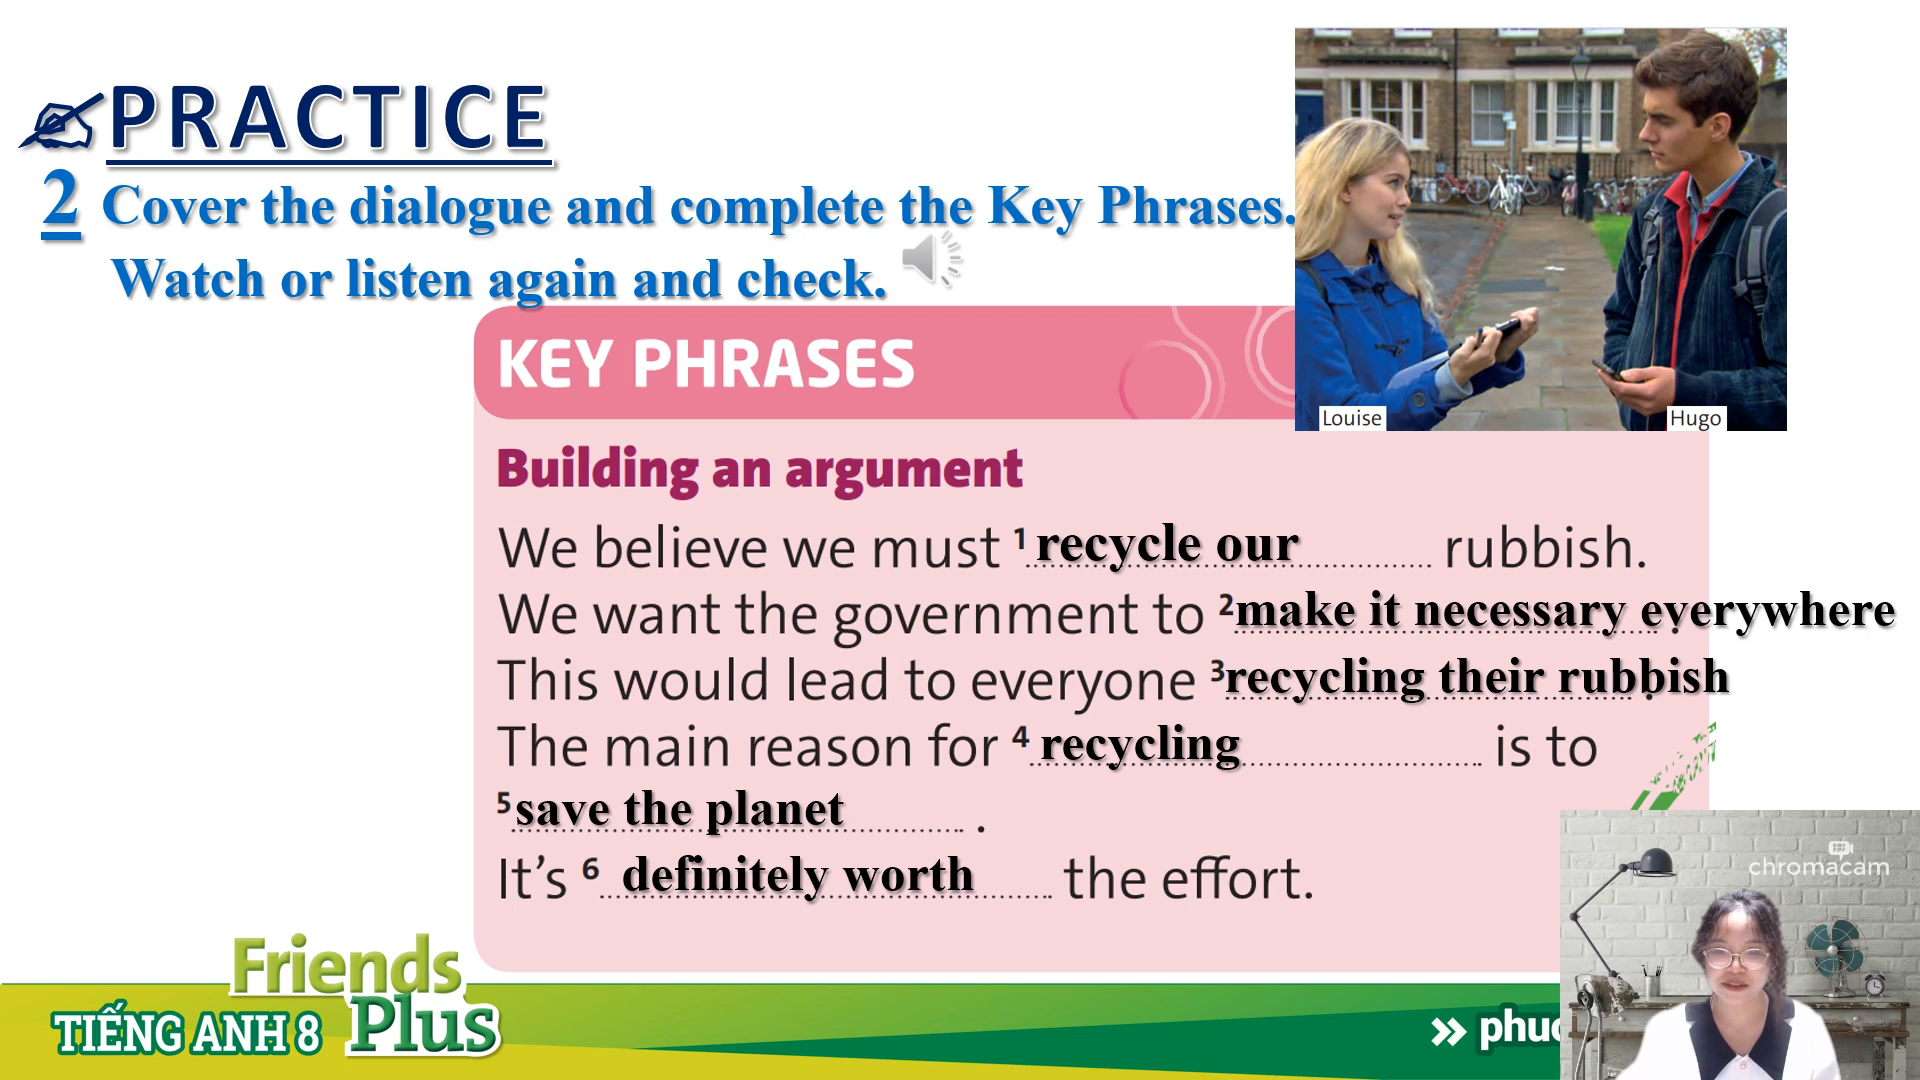 PRACTICE
2 Cover the dialogue and complete the Key Phrases.
Watch or listen again and check.
Louise
Hugo
KEY PHRASES
Building an argument
We believe we must 1 recycle our rubbish.
We want the government to 2 make it necessary everywhere.
This would lead to everyone 3 recycling their rubbish.
The main reason for 4 recycling is to
5 save the planet .
It's 6 definitely worth the effort.
chromacam
Friends
Plus
TIẾNG ANH 8